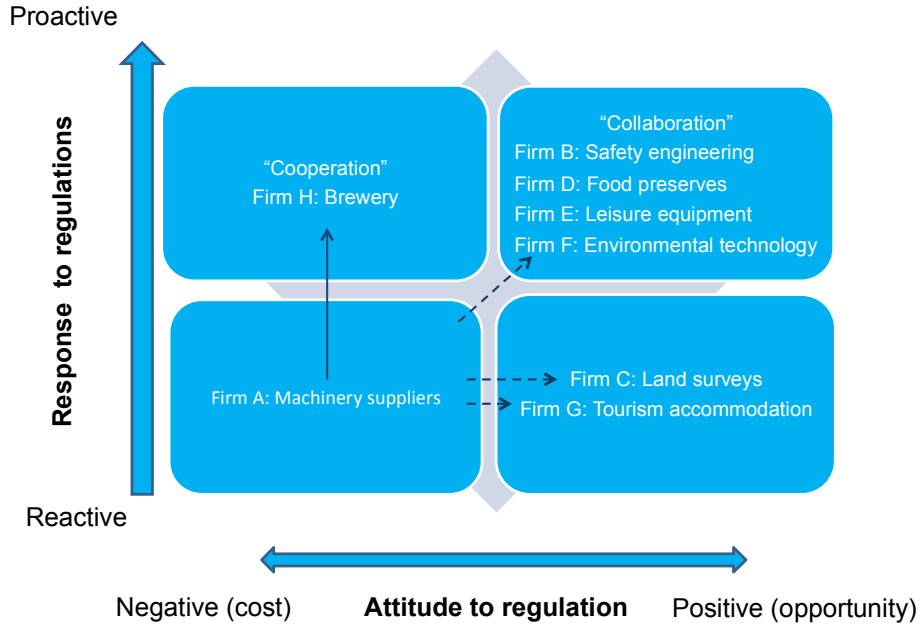 Proactive
Response to regulations
“Cooperation”
Firm H: Brewery
“Collaboration”
Firm B: Safety engineering
Firm D: Food preserves
Firm E: Leisure equipment
Firm F: Environmental technology
Firm A: Machinery suppliers
Firm C: Land surveys
Firm G: Tourism accommodation
Reactive
Negative (cost)
Attitude to regulation
Positive (opportunity)